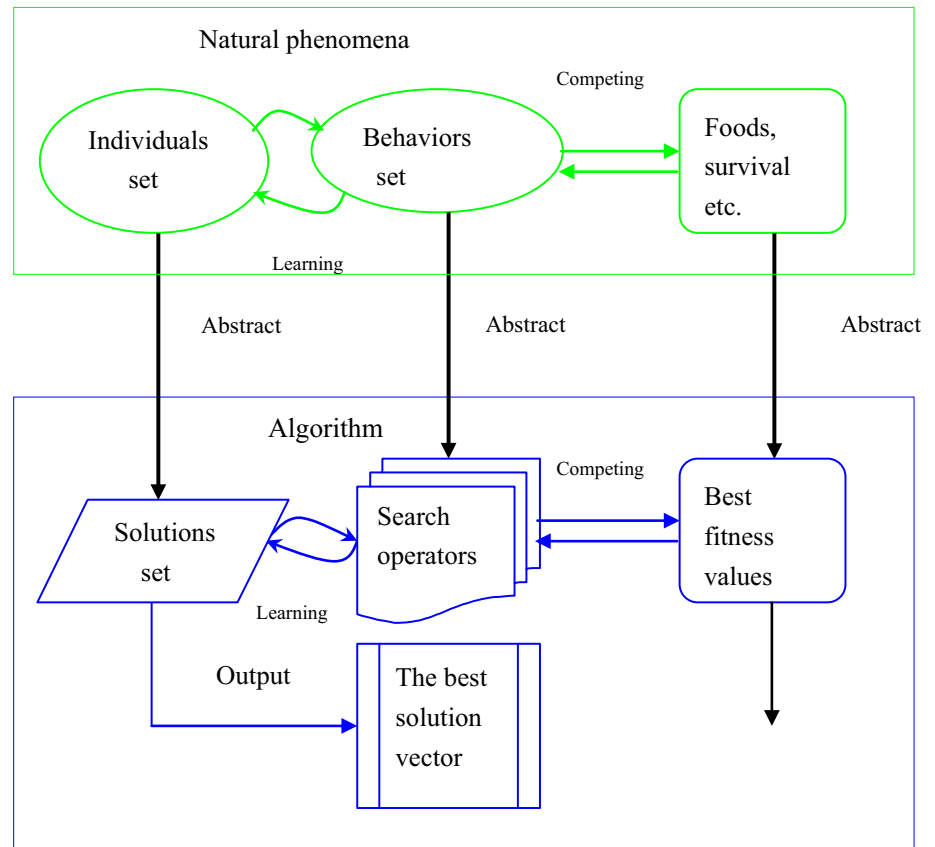 Natural phenomena
Competing
Individuals
set
Behaviors
set
Foods,
survival
etc.
Learning
Abstract
Abstract
Abstract
Algorithm
Competing
Solutions
set
Search
operators
Best
fitness
values
Learning
Output
The best
solution
vector